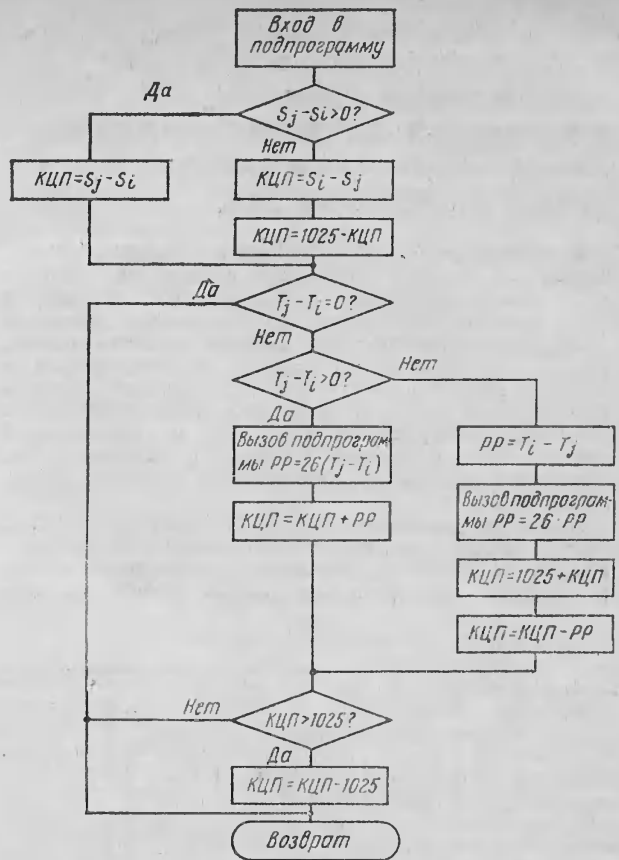 Вход в
подпрограмму
Да
Sj-Si>0?
Нет
КЦП=Sj-Si
КЦП=Si-Sj
КЦП=1025-КЦП
Да
Tj-Ti=0?
Нет
Tj-Ti>0?
Нет
Да
Вызов подпрограм-
мы PP=26(Tj-Ti)
PP=Ti-Tj
Вызов подпрограм-
мы PP=26·PP
КЦП=КЦП+PP
КЦП=1025+КЦП
КЦП=КЦП-PP
Нет
КЦП>1025?
Да
КЦП=КЦП-1025
Возврат